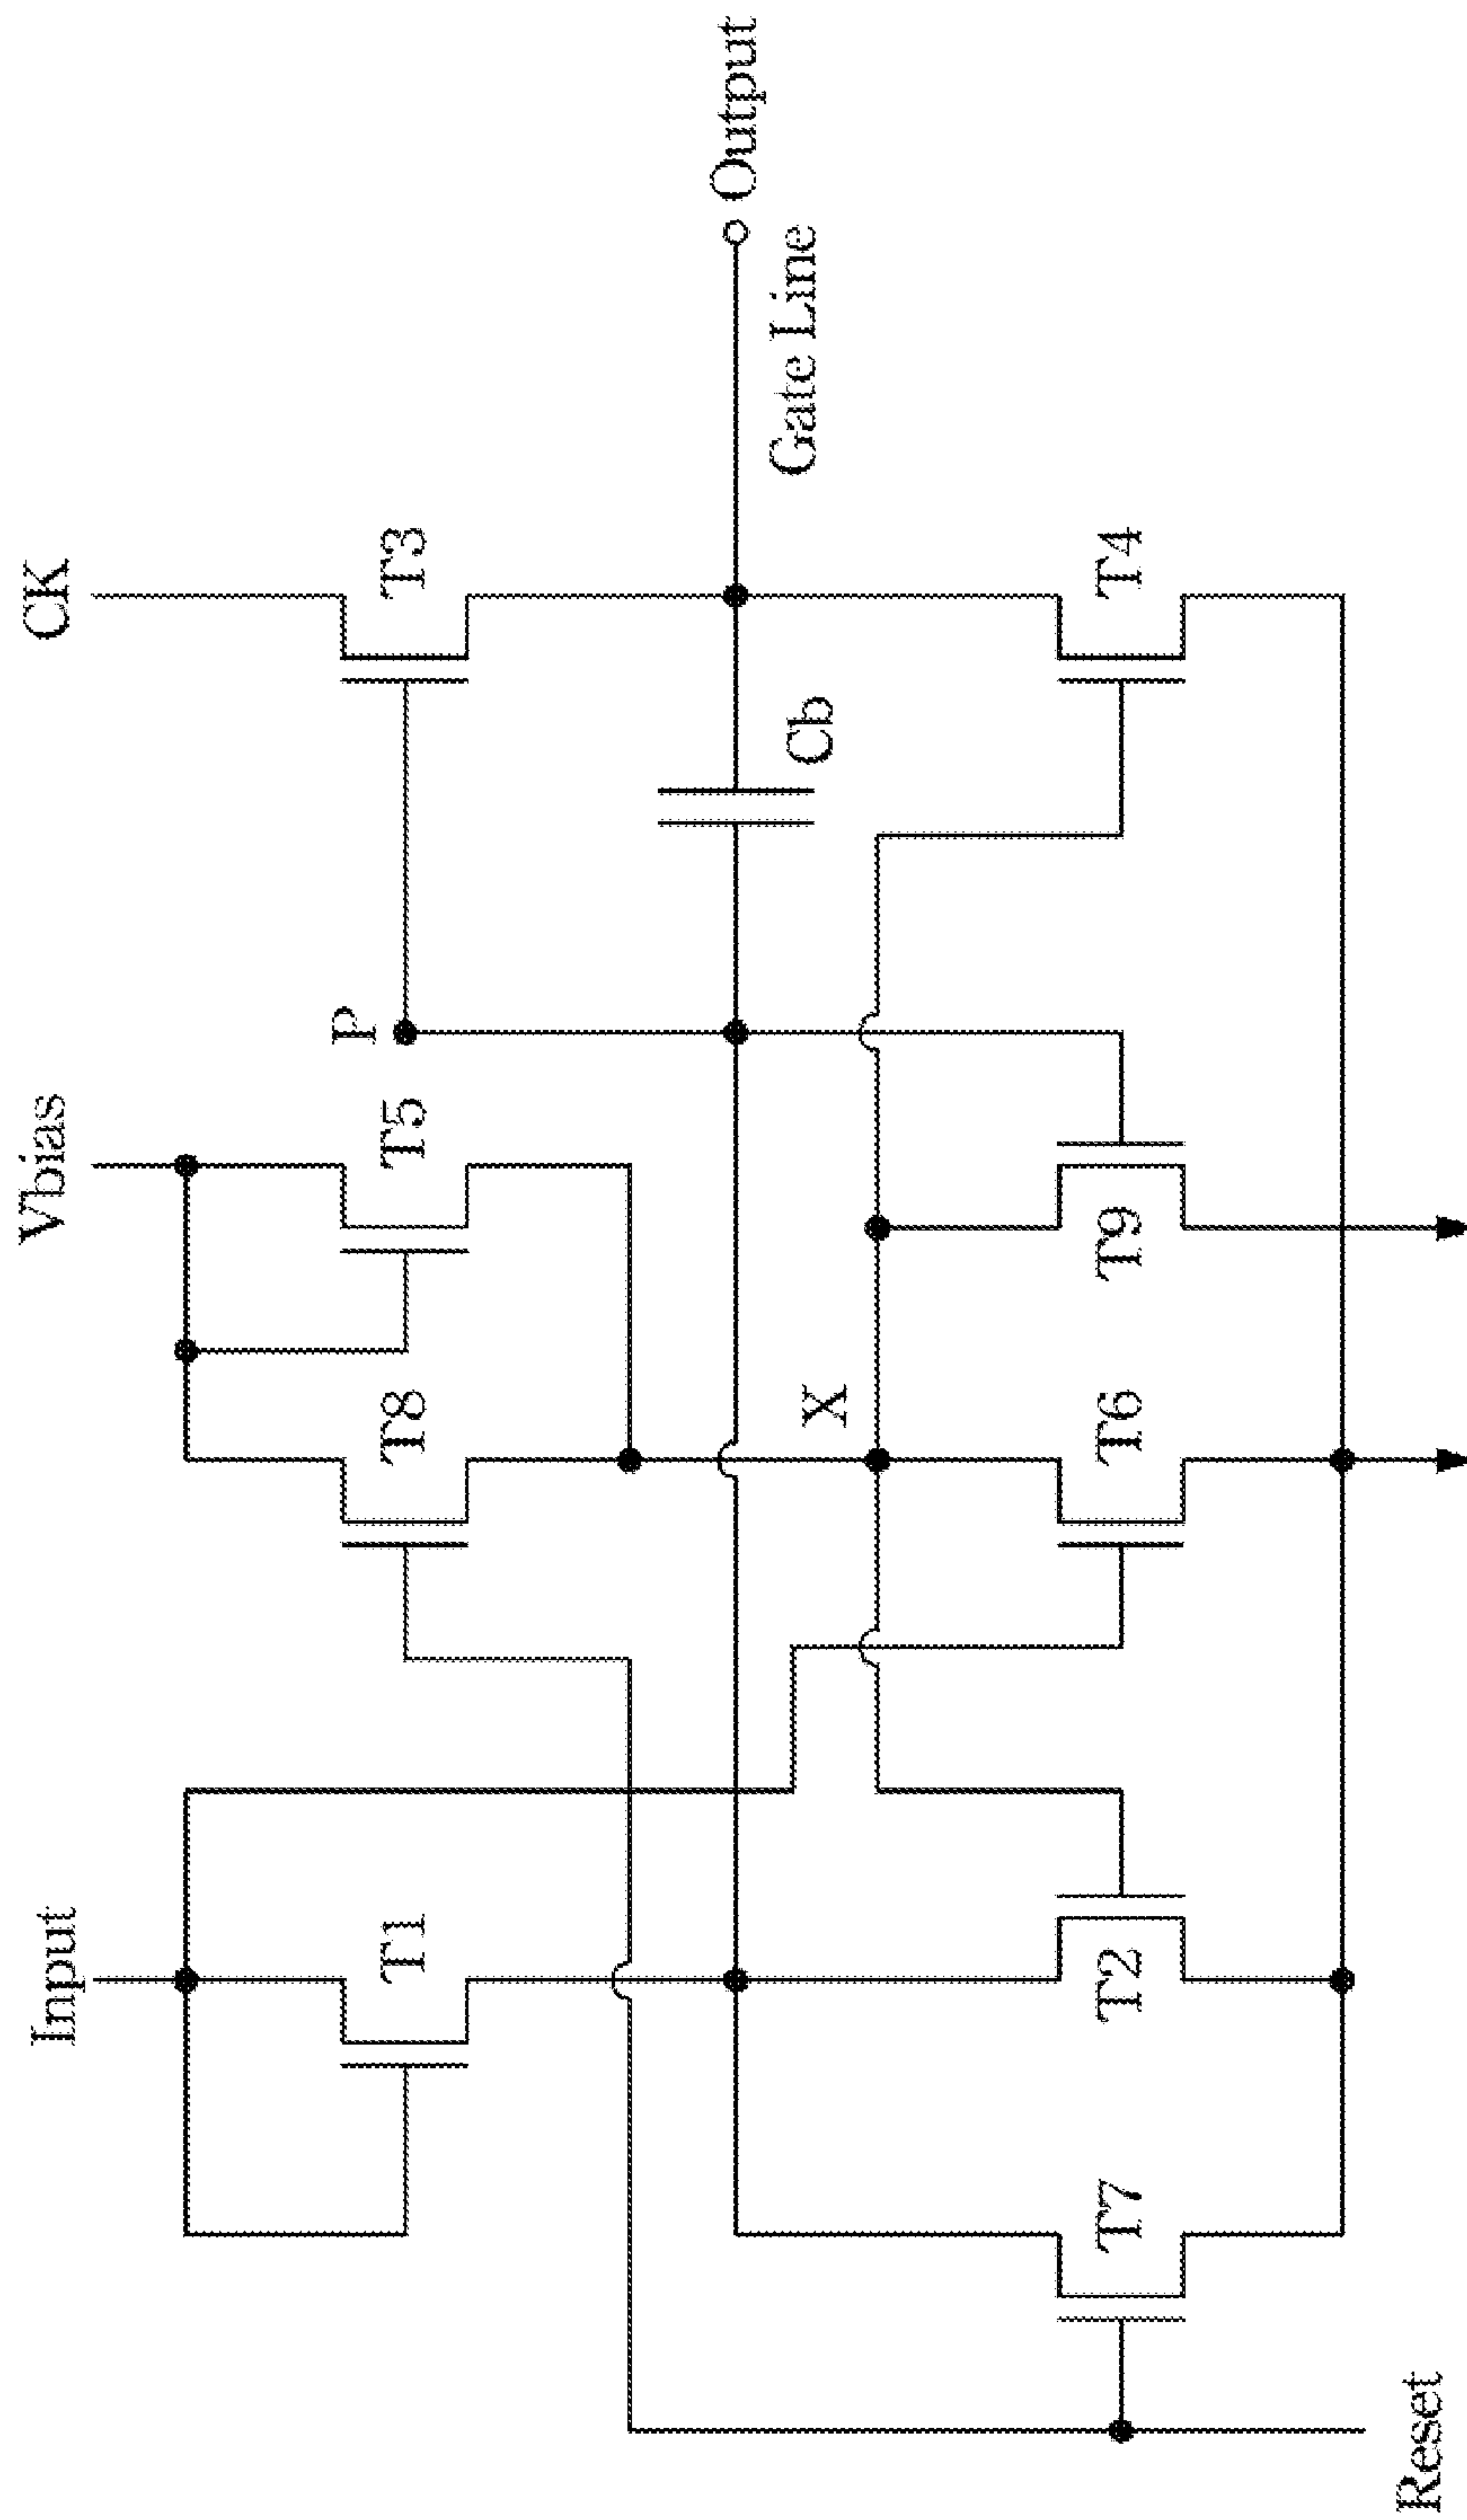 Input
Vbias
CK
T1
T8
T5
P
T3
Cb
Output
Gate Line
X
T7
T2
T6
T9
T4
Reset